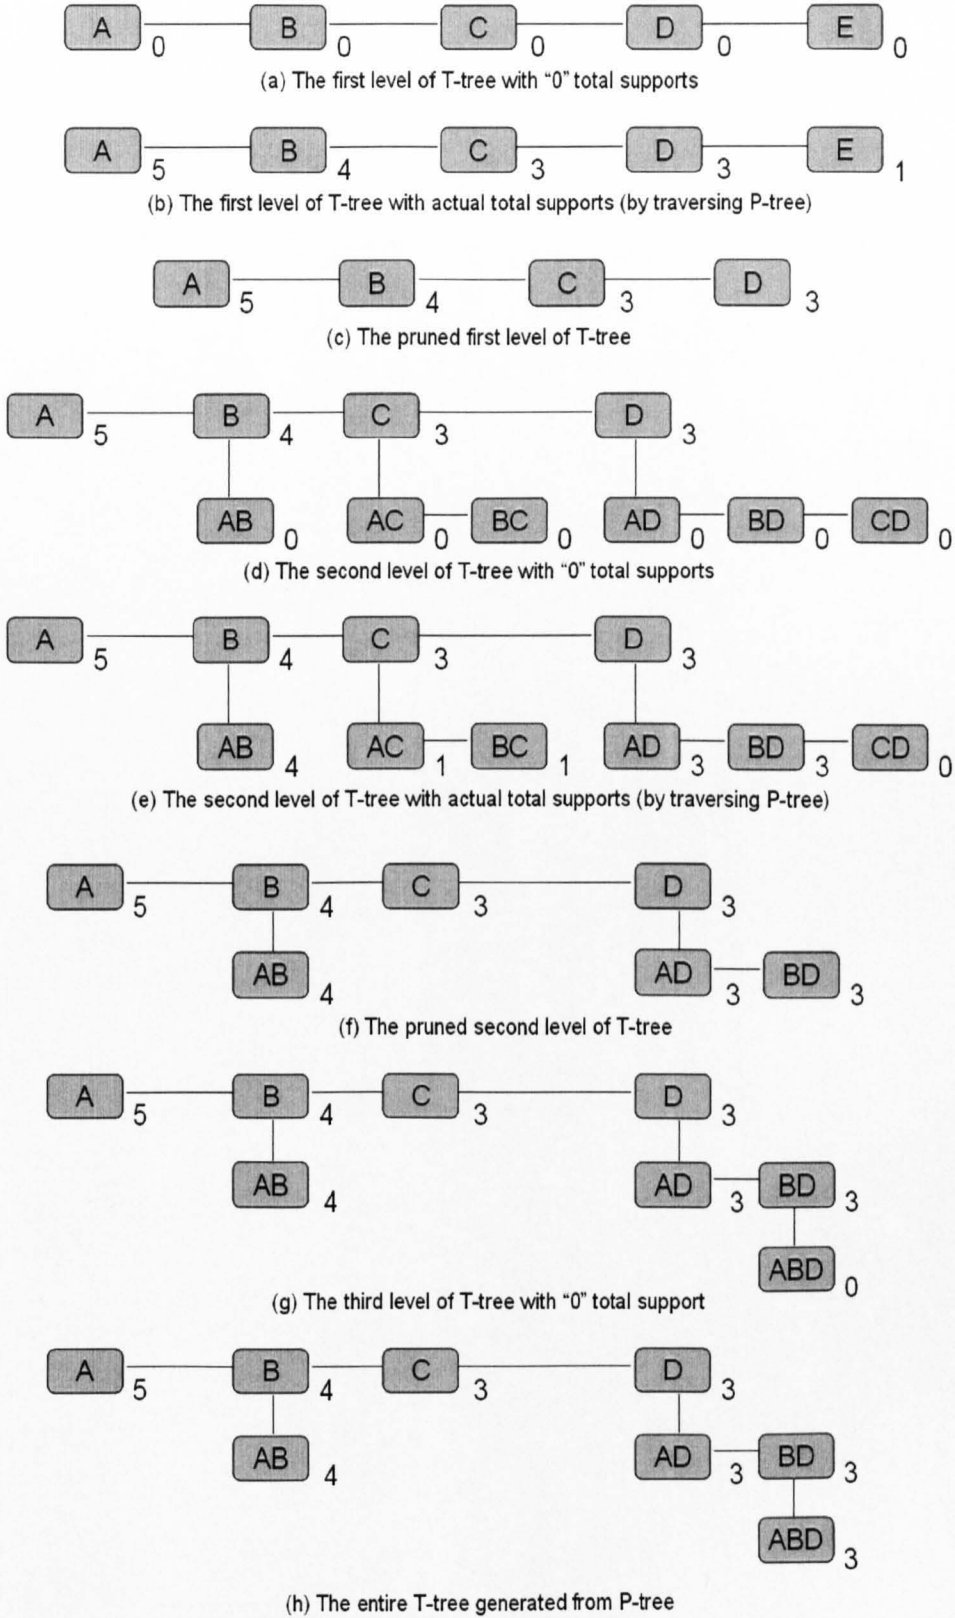 A B C D E
0 0 0 0 0
(a) The first level of T-tree with “0” total supports
A B C D E
5 4 3 3 1
(b) The first level of T-tree with actual total supports (by traversing P-tree)
A B C D
5 4 3 3
(c) The pruned first level of T-tree
A B C D
5 4 3 3
AB AC BC AD BD CD
0 0 0 0 0 0
(d) The second level of T-tree with “0” total supports
A B C D
5 4 3 3
AB AC BC AD BD CD
4 1 1 3 3 0
(e) The second level of T-tree with actual total supports (by traversing P-tree)
A B C D
5 4 3 3
AB AD BD
4 3 3
(f) The pruned second level of T-tree
A B C D
5 4 3 3
AB AD BD
4 3 3
ABD
0
(g) The third level of T-tree with “0” total support
A B C D
5 4 3 3
AB AD BD
4 3 3
ABD
3
(h) The entire T-tree generated from P-tree